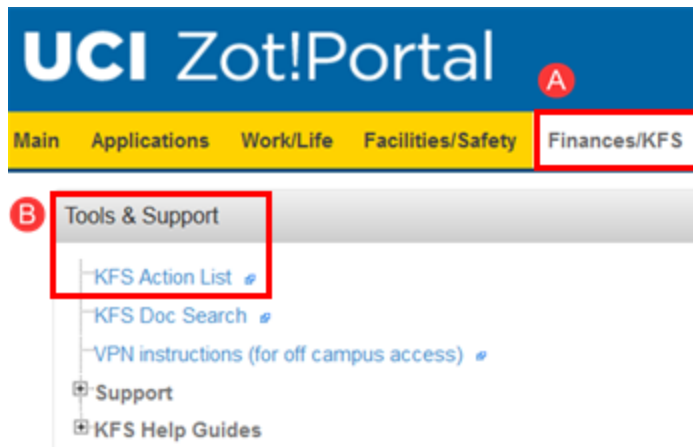 UCI Zot!Portal
A
Main Applications Work/Life Facilities/Safety Finances/KFS
B Tools & Support
KFS Action List
KFS Doc Search
VPN instructions (for off campus access)
Support
KFS Help Guides